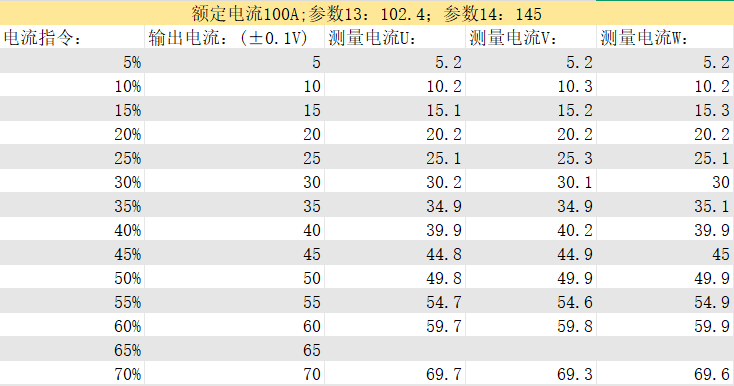 额定电流100A;参数13：102.4；参数14：145
电流指令： 输出电流：(±0.1V) 测量电流U： 测量电流V： 测量电流W：
5% 5 5.2 5.2 5.2
10% 10 10.2 10.3 10.2
15% 15 15.1 15.2 15.3
20% 20 20.2 20.2 20.2
25% 25 25.1 25.3 25.1
30% 30 30.2 30.1 30
35% 35 34.9 34.9 35.1
40% 40 39.9 40.2 39.9
45% 45 44.8 44.9 45
50% 50 49.8 49.9 49.9
55% 55 54.7 54.6 54.9
60% 60 59.7 59.8 59.9
65% 65
70% 70 69.7 69.3 69.6